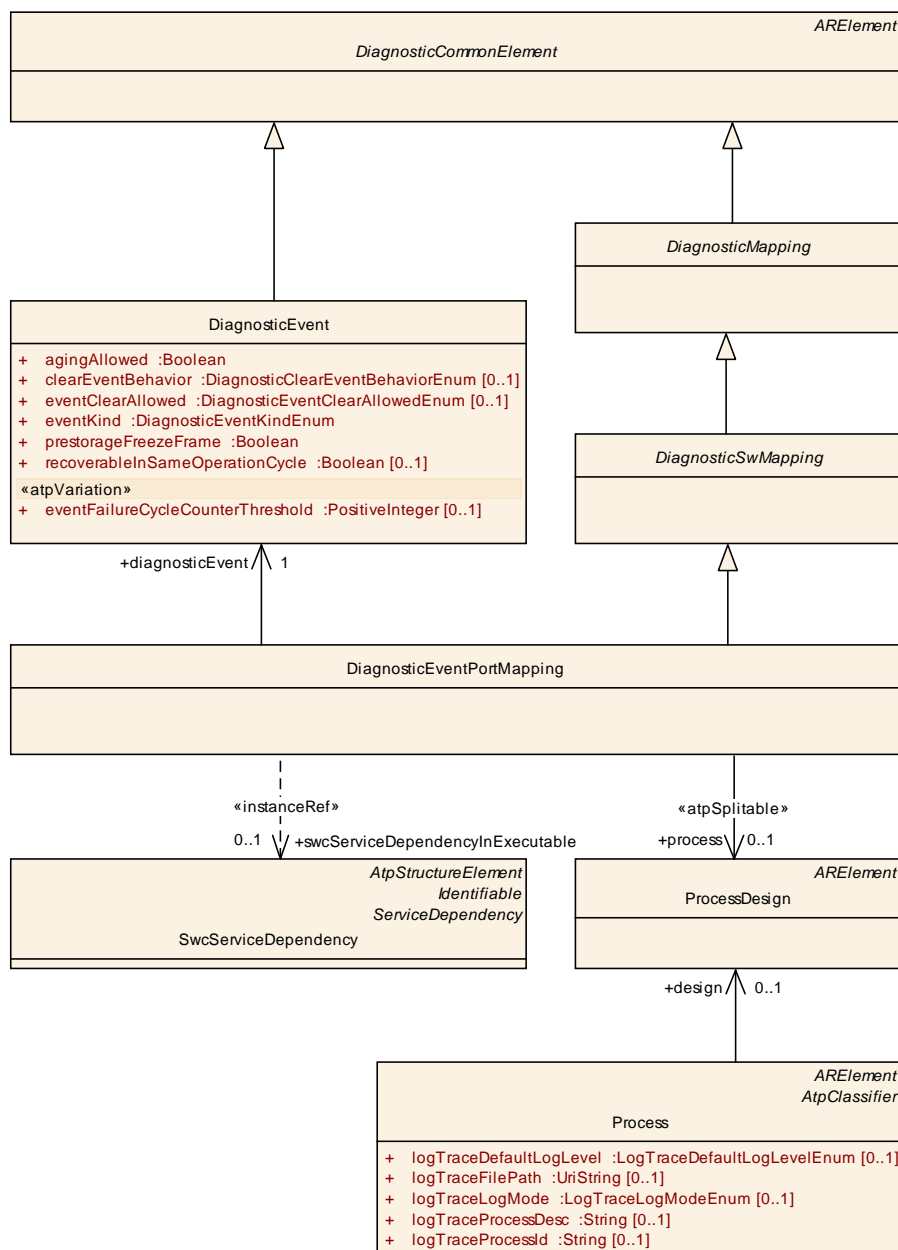 ARElement
DiagnosticCommonElement
DiagnosticMapping
DiagnosticEvent
+ agingAllowed :Boolean
+ clearEventBehavior :DiagnosticClearEventBehaviorEnum [0..1]
+ eventClearAllowed :DiagnosticEventClearAllowedEnum [0..1]
+ eventKind :DiagnosticEventKindEnum
+ prestorageFreezeFrame :Boolean
+ recoverableInSameOperationCycle :Boolean [0..1]
«atpVariation»
+ eventFailureCycleCounterThreshold :PositiveInteger [0..1]
DiagnosticSwMapping
+diagnosticEvent 1
DiagnosticEventPortMapping
«instanceRef»
0..1 +swcServiceDependencyInExecutable
«atpSplitable»
+process 0..1
AtpStructureElement
Identifiable
ServiceDependency
SwcServiceDependency
ARElement
ProcessDesign
+design 0..1
ARElement
AtpClassifier
Process
+ logTraceDefaultLogLevel :LogTraceDefaultLogLevelEnum [0..1]
+ logTraceFilePath :UriString [0..1]
+ logTraceLogMode :LogTraceLogModeEnum [0..1]
+ logTraceProcessDesc :String [0..1]
+ logTraceProcessId :String [0..1]